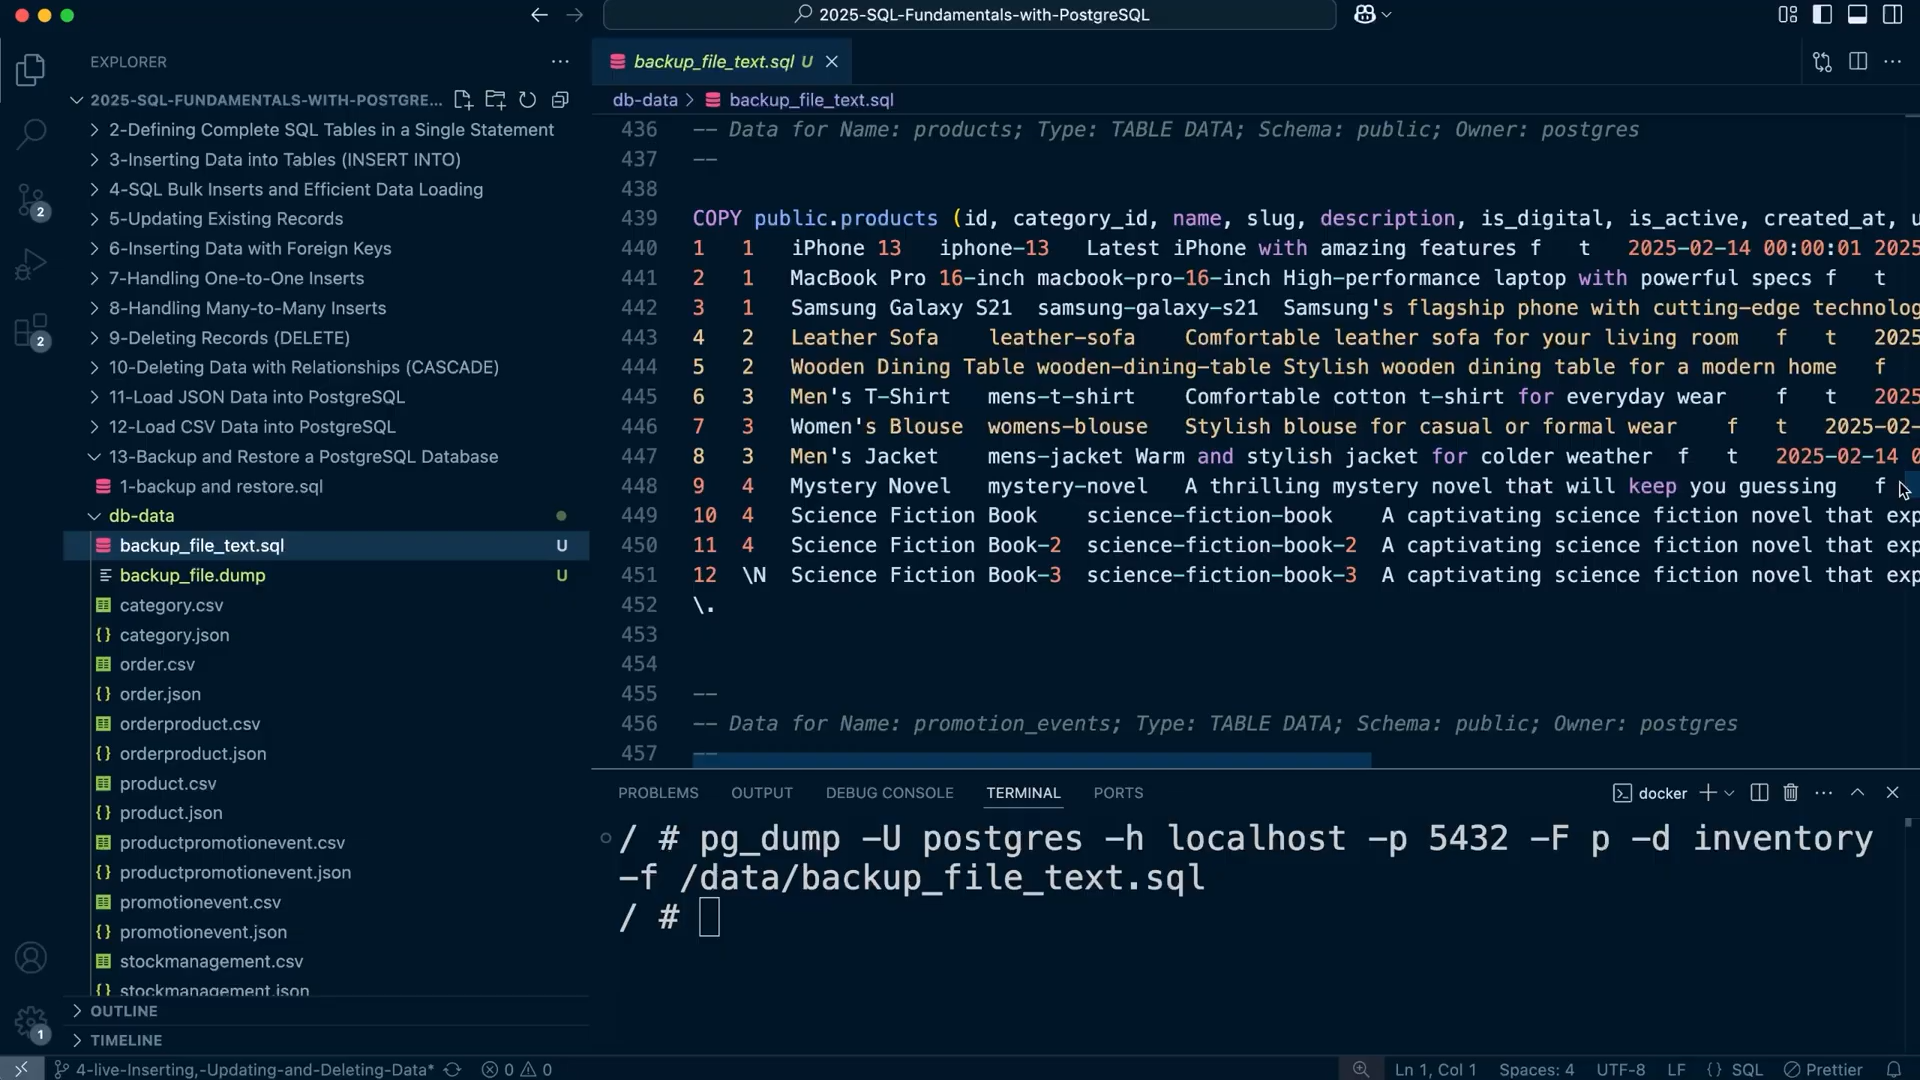 2025-SQL-Fundamentals-with-PostgreSQL
EXPLORER
2025-SQL-FUNDAMENTALS-WITH-POSTGRE...
2-Defining Complete SQL Tables in a Single Statement
3-Inserting Data into Tables (INSERT INTO)
4-SQL Bulk Inserts and Efficient Data Loading
5-Updating Existing Records
6-Inserting Data with Foreign Keys
7-Handling One-to-One Inserts
8-Handling Many-to-Many Inserts
9-Deleting Records (DELETE)
10-Deleting Data with Relationships (CASCADE)
11-Load JSON Data into PostgreSQL
12-Load CSV Data into PostgreSQL
13-Backup and Restore a PostgreSQL Database
1-backup and restore.sql
db-data
backup_file_text.sql U
backup_file.dump U
category.csv
category.json
order.csv
order.json
orderproduct.csv
orderproduct.json
product.csv
product.json
productpromotionevent.csv
productpromotionevent.json
promotionevent.csv
promotionevent.json
stockmanagement.csv
stockmanagement.json
OUTLINE
TIMELINE
2
2
1
backup_file_text.sql U
db-data > backup_file_text.sql
436 -- Data for Name: products; Type: TABLE DATA; Schema: public; Owner: postgres
437 --
438
439 COPY public.products (id, category_id, name, slug, description, is_digital, is_active, created_at, u
440 1 1 iPhone 13 iphone-13 Latest iPhone with amazing features f t 2025-02-14 00:00:01 2025
441 2 1 MacBook Pro 16-inch macbook-pro-16-inch High-performance laptop with powerful specs f t
442 3 1 Samsung Galaxy S21 samsung-galaxy-s21 Samsung's flagship phone with cutting-edge technolog
443 4 2 Leather Sofa leather-sofa Comfortable leather sofa for your living room f t 2025
444 5 2 Wooden Dining Table wooden-dining-table Stylish wooden dining table for a modern home f
445 6 3 Men's T-Shirt mens-t-shirt Comfortable cotton t-shirt for everyday wear f t 2025
446 7 3 Women's Blouse womens-blouse Stylish blouse for casual or formal wear f t 2025-02-
447 8 3 Men's Jacket mens-jacket Warm and stylish jacket for colder weather f t 2025-02-14 0
448 9 4 Mystery Novel mystery-novel A thrilling mystery novel that will keep you guessing f
449 10 4 Science Fiction Book science-fiction-book A captivating science fiction novel that exp
450 11 4 Science Fiction Book-2 science-fiction-book-2 A captivating science fiction novel that exp
451 12 \N Science Fiction Book-3 science-fiction-book-3 A captivating science fiction novel that exp
452 \.
453
454
455 --
456 -- Data for Name: promotion_events; Type: TABLE DATA; Schema: public; Owner: postgres
457 --
PROBLEMS OUTPUT DEBUG CONSOLE TERMINAL PORTS docker
/ # pg_dump -U postgres -h localhost -p 5432 -F p -d inventory
-f /data/backup_file_text.sql
/ #
4-live-Inserting,-Updating-and-Deleting-Data* 0 0 Ln 1, Col 1 Spaces: 4 UTF-8 LF {} SQL Prettier